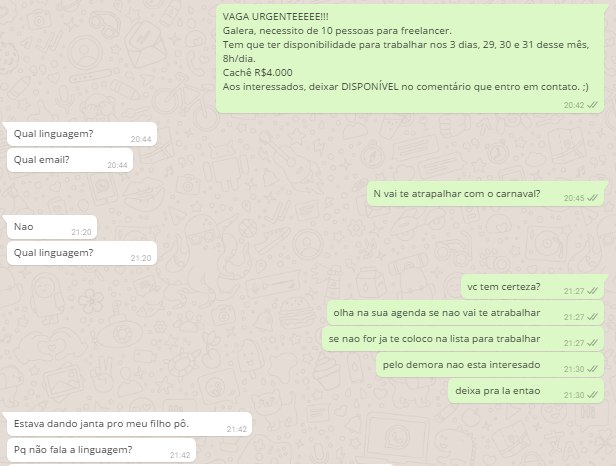 VAGA URGENTEEEEE!!!
Galera, necessito de 10 pessoas para freelancer.
Tem que ter disponibilidade para trabalhar nos 3 dias, 29, 30 e 31 desse mês,
8h/dia.
Cachê R$4.000
Aos interessados, deixar DISPONÍVEL no comentário que entro em contato. ;)
20:42
Qual linguagem?
20:44
Qual email?
20:44
N vai te atrapalhar com o carnaval?
20:45
Nao
21:20
Qual linguagem?
21:20
vc tem certeza?
21:27
olha na sua agenda se nao vai te atrabalhar
21:27
se nao for ja te coloco na lista para trabalhar
21:27
pelo demora nao esta interesado
21:30
deixa pra la entao
21:30
Estava dando janta pro meu filho pô.
21:42
Pq não fala a linguagem?
21:42